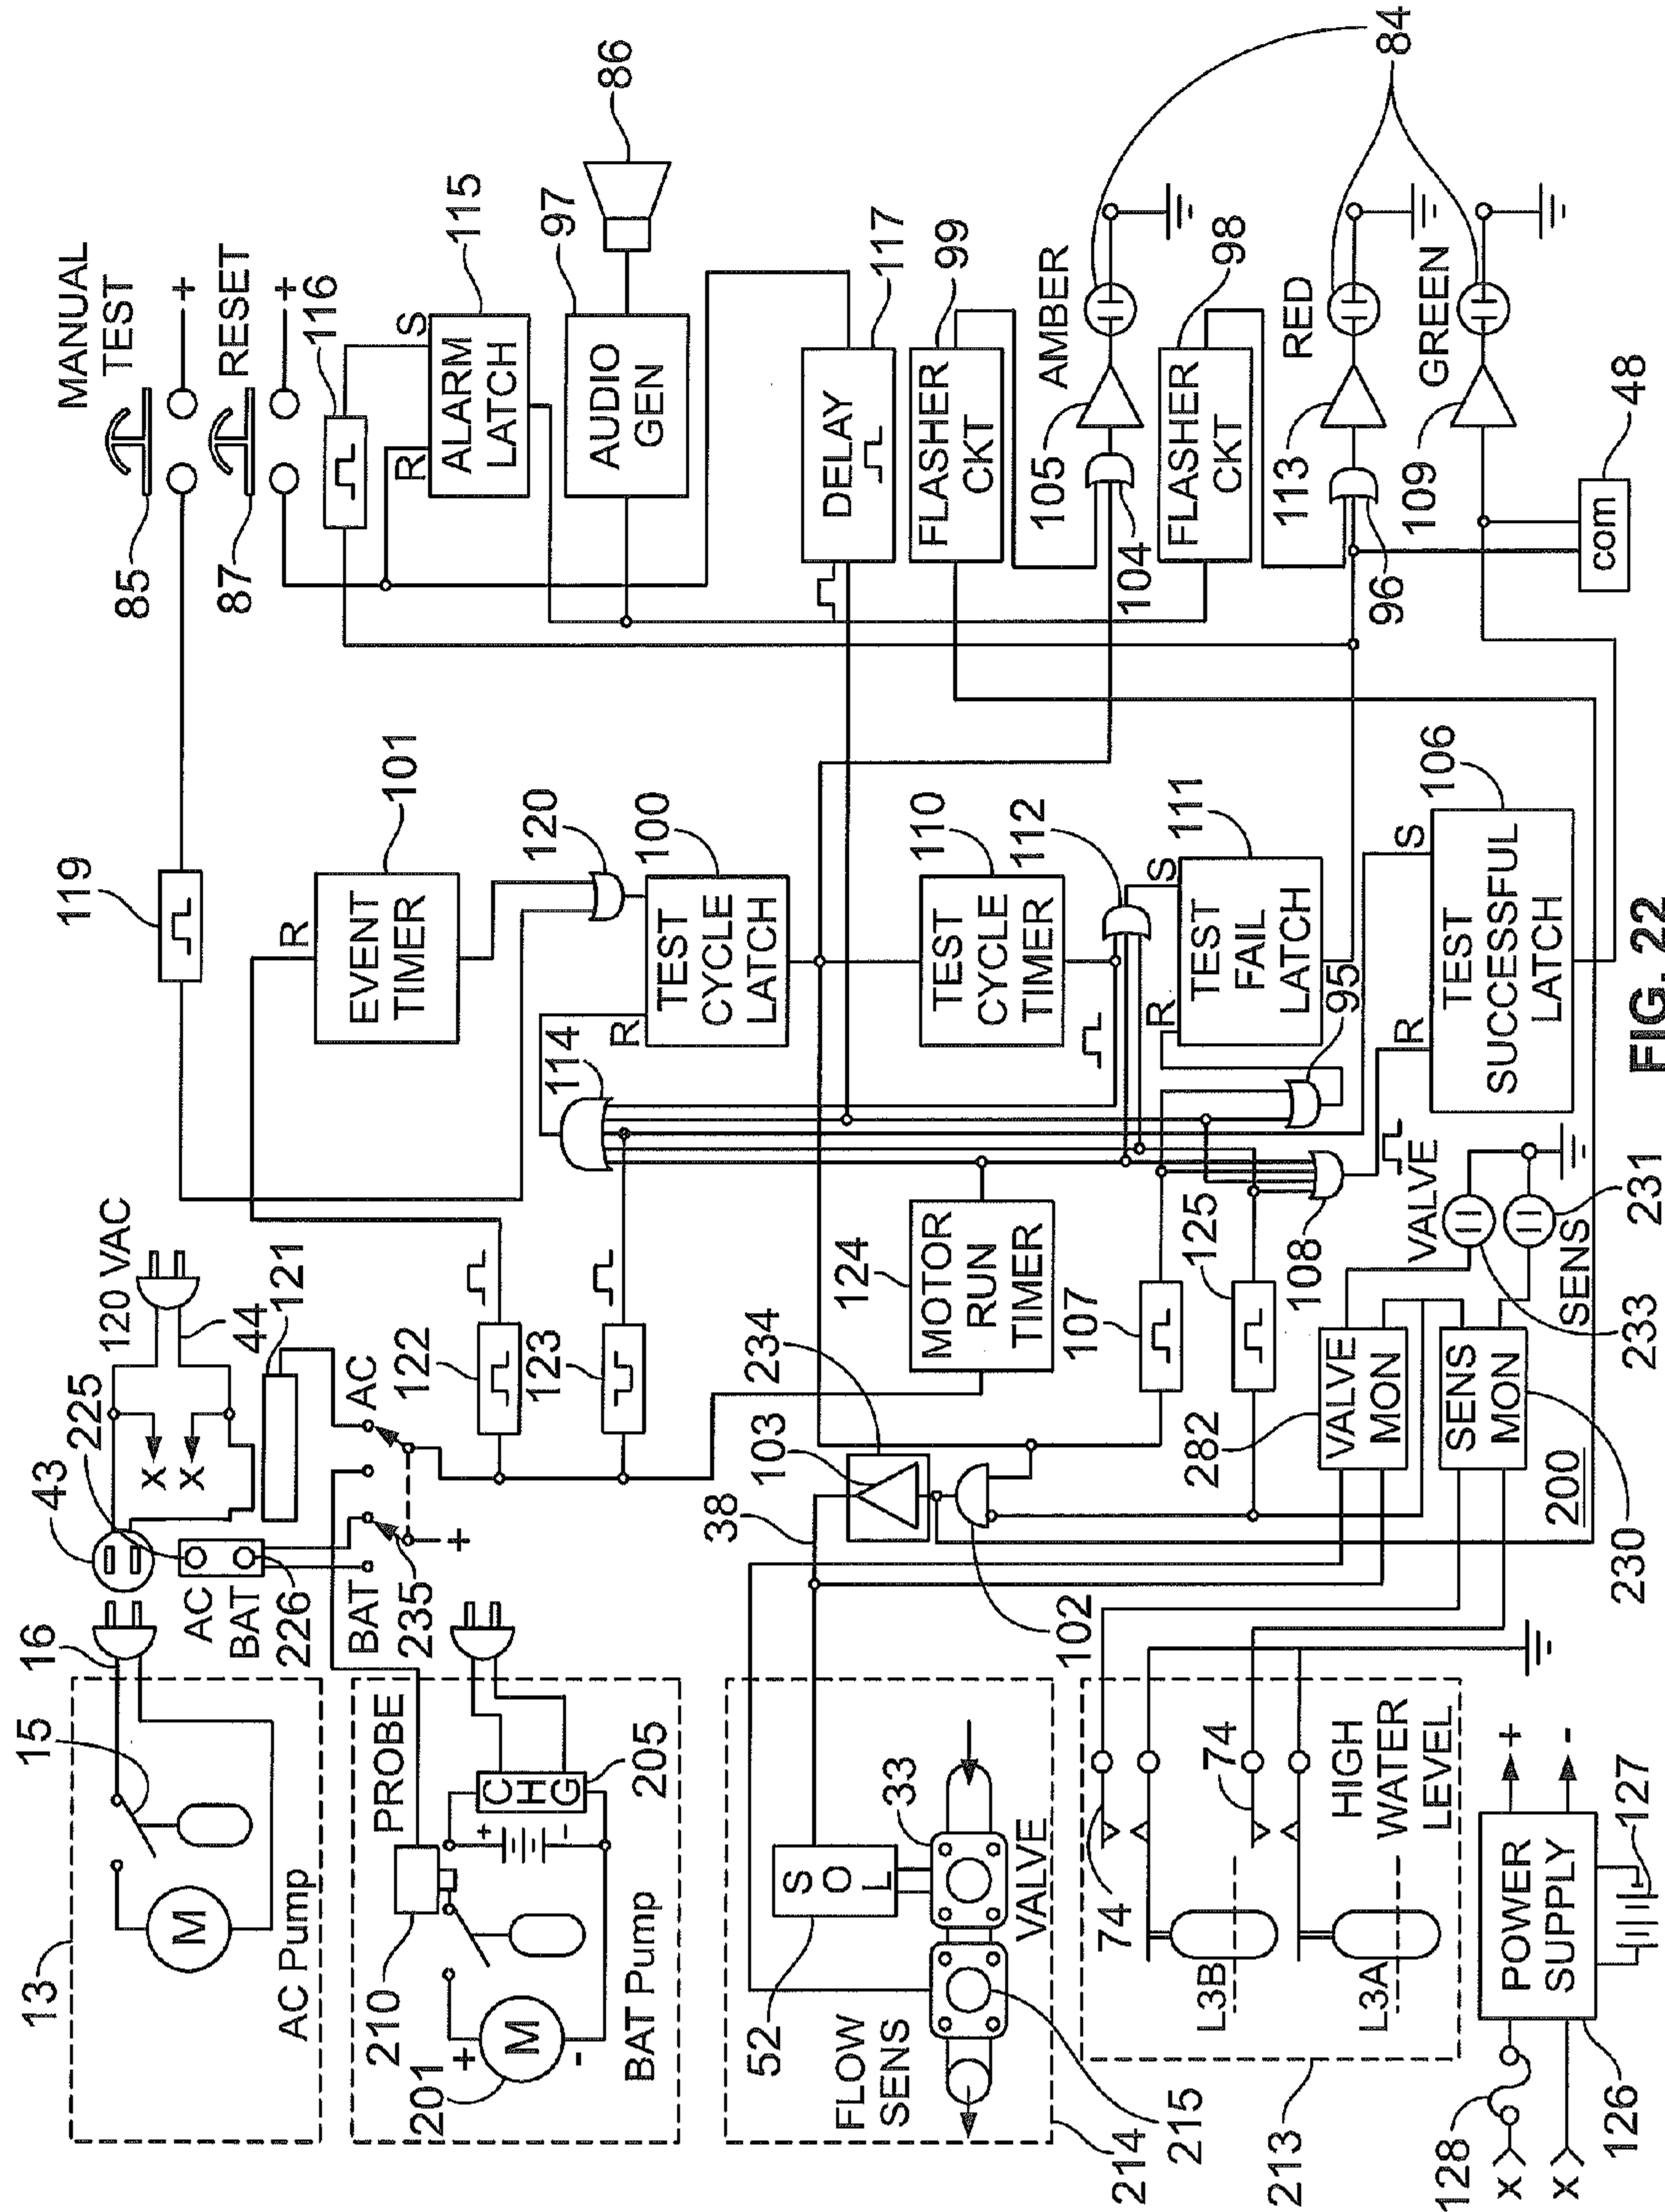 13
15
16
AC Pump
43
225
44
120 VAC
121
X
X
AC
BAT
226
BAT
235
AC
+
PROBE
210
201
M
M
+
-
+
-
CHG
205
BAT Pump
122
123
119
MANUAL
TEST
+
85
RESET
+
87
116
R
S
ALARM
LATCH
115
AUDIO
GEN
97
86
R
EVENT
TIMER
101
120
114
R
TEST
CYCLE
LATCH
100
DELAY
117
FLASHER
CKT
99
AMBER
105
104
84
FLASHER
CKT
98
RED
113
96
GREEN
109
com
48
TEST
CYCLE
TIMER
110
112
R
S
TEST
FAIL
LATCH
111
95
R
S
TEST
SUCCESSFUL
LATCH
106
MOTOR
RUN
TIMER
124
107
125
108
234
103
38
102
282
VALVE
MON
SENS
MON
VALVE
SENS
233
231
230
200
52
SOL
33
VALVE
FLOW
SENS
215
214
74
74
L3B
L3A
HIGH
WATER
LEVEL
213
POWER
SUPPLY
+
-
127
128
126
X
X
FIG. 22